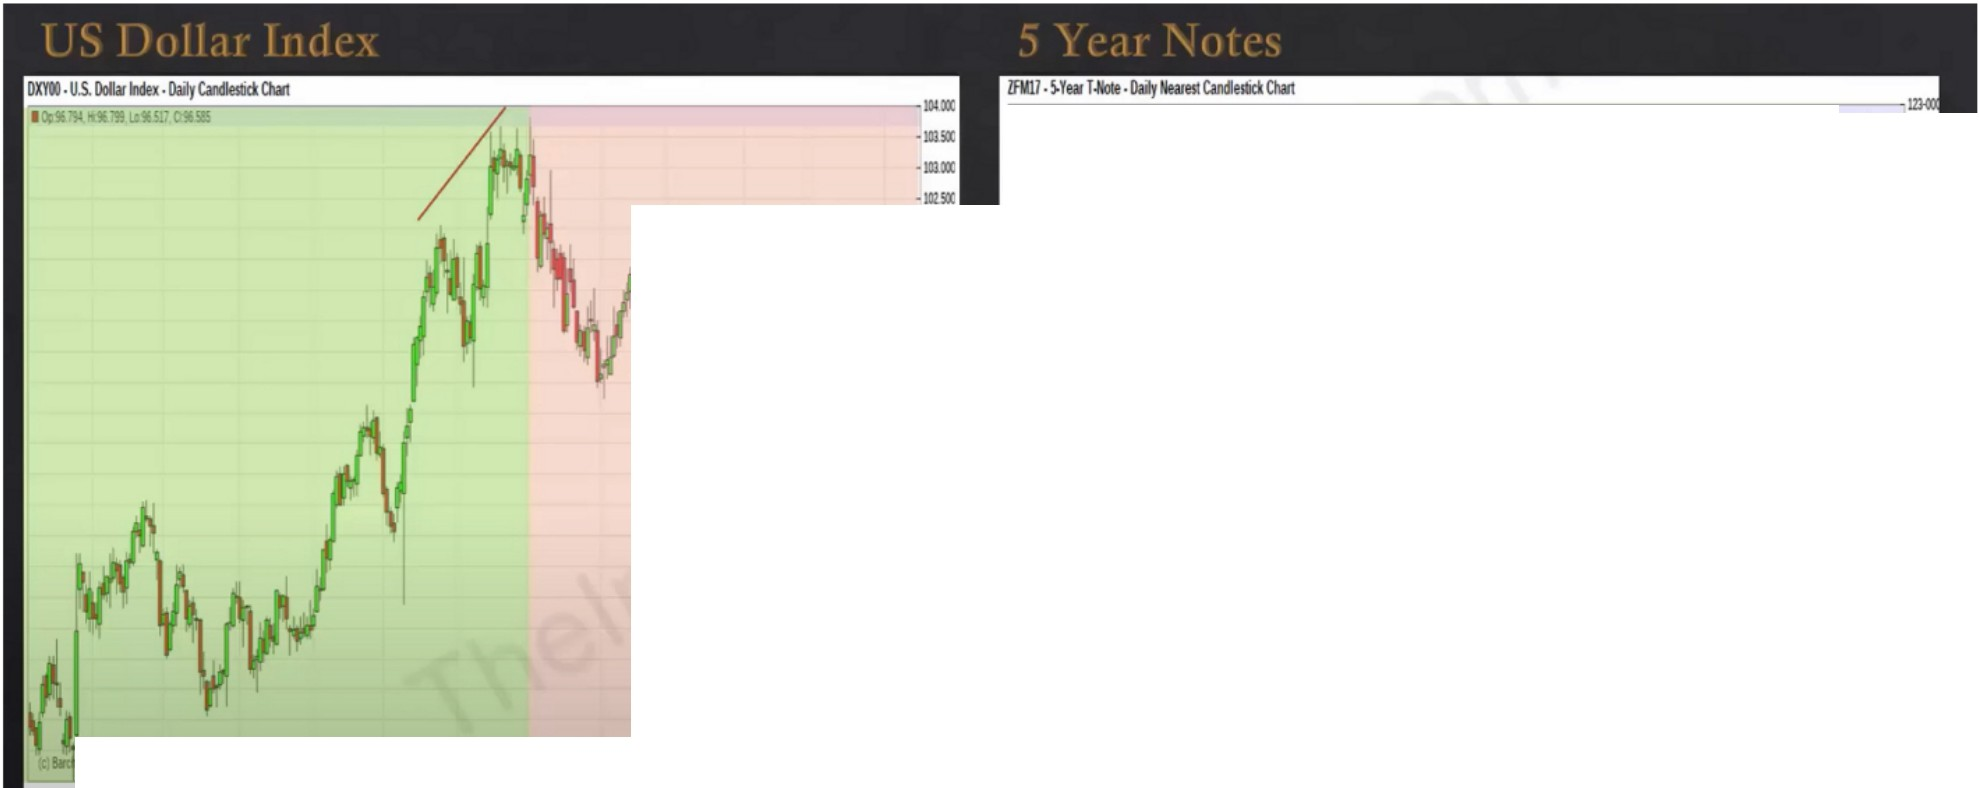 US Dollar Index
DXY00 - U.S. Dollar Index - Daily Candlestick Chart
Op:96.794, Hi:96.799, Lo:96.517, Cl:96.585
104.000
103.500
103.000
102.500
5 Year Notes
ZFM17 - 5-Year T-Note - Daily Nearest Candlestick Chart
123-000